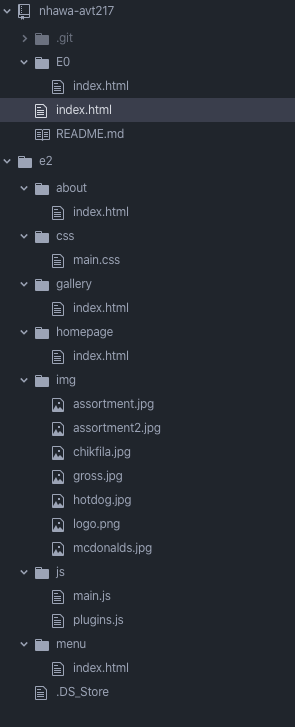 nhawa-avt217
.git
E0
index.html
index.html
README.md
e2
about
index.html
css
main.css
gallery
index.html
homepage
index.html
img
assortment.jpg
assortment2.jpg
chikfila.jpg
gross.jpg
hotdog.jpg
logo.png
mcdonalds.jpg
js
main.js
plugins.js
menu
index.html
.DS_Store